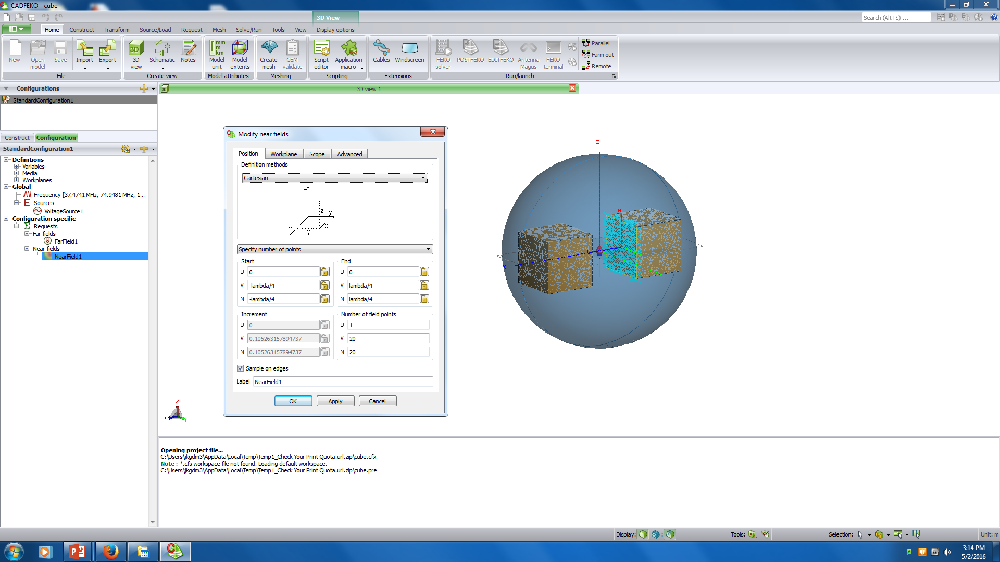 CADFEKO - cube
3D View
Search (Alt+S) ...
Home Construct Transform Source/Load Request Mesh Solve/Run Tools View Display options
New
Open model
Save
Import
Export
3D view
Schematic
Notes
Model unit
Model extents
Create mesh
CEM validate
Script editor
Application macro
Cables
Windscreen
FEKO solver
POSTFEKO
EDITFEKO
Antenna Magus
FEKO terminal
Parallel
Farm out
Remote
File
Create view
Model attributes
Meshing
Scripting
Extensions
Run/launch
Configurations
StandardConfiguration1
Construct Configuration
StandardConfiguration1
Definitions
Variables
Media
Workplanes
Global
Frequency [37.4741 MHz, 74.9481 MHz, 1...
Sources
VoltageSource1
Configuration specific
Requests
Far fields
FarField1
Near fields
NearField1
3D view 1
Modify near fields
Position Workplane Scope Advanced
Definition methods
Cartesian
z
z
y
x
x
y
Specify number of points
Start
U 0
V -lambda/4
N -lambda/4
End
U 0
V lambda/4
N lambda/4
Increment
U 0
V 0.105263157894737
N 0.105263157894737
Number of field points
U 1
V 20
N 20
Sample on edges
Label NearField1
OK Apply Cancel
Z
N
U
X
Z
X
Y
Opening project file...
C:\Users\jkgdm3\AppData\Local\Temp\Temp1_Check Your Print Quota.url.zip\cube.cfx
Note : *.cfs workspace file not found. Loading default workspace.
C:\Users\jkgdm3\AppData\Local\Temp\Temp1_Check Your Print Quota.url.zip\cube.pre
Display:
Tools:
Selection:
Unit: m
3:14 PM
5/2/2016